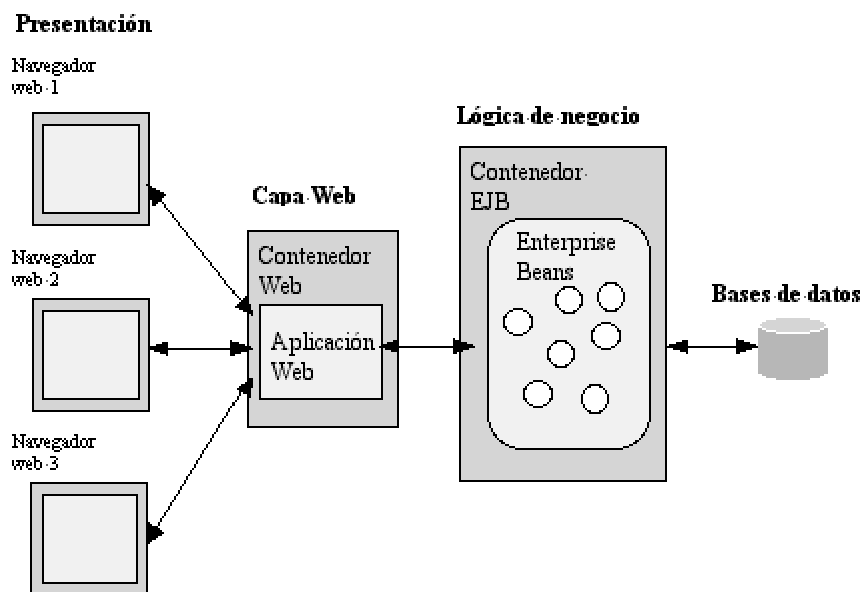 Presentación
Navegador
web 1
Lógica de negocio
Contenedor
EJB
Capa Web
Navegador
web 2
Contenedor
Web
Enterprise
Beans
Bases de datos
Aplicación
Web
Navegador
web 3